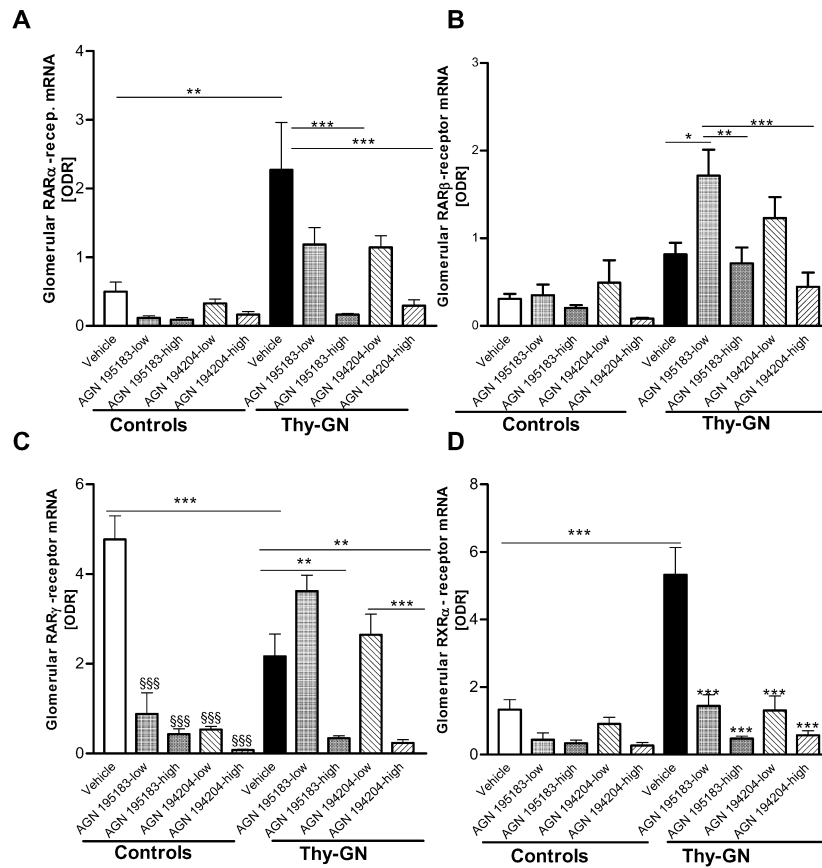 A
Glomerular RARα-recep. mRNA
[ODR]
4
3
2
1
0
**
***
***
Vehicle
AGN 195183-low
AGN 195183-high
AGN 194204-low
AGN 194204-high
Vehicle
AGN 195183-low
AGN 195183-high
AGN 194204-low
AGN 194204-high
Controls
Thy-GN
B
Glomerular RARβ-receptor mRNA
[ODR]
3
2
1
0
***
*
**
Vehicle
AGN 195183-low
AGN 195183-high
AGN 194204-low
AGN 194204-high
Vehicle
AGN 195183-low
AGN 195183-high
AGN 194204-low
AGN 194204-high
Controls
Thy-GN
C
Glomerular RARγ-receptor mRNA
[ODR]
6
4
2
0
***
**
**
***
§§§
§§§
§§§
§§§
Vehicle
AGN 195183-low
AGN 195183-high
AGN 194204-low
AGN 194204-high
Vehicle
AGN 195183-low
AGN 195183-high
AGN 194204-low
AGN 194204-high
Controls
Thy-GN
D
Glomerular RXRα- receptor mRNA
[ODR]
8
6
4
2
0
***
***
***
***
***
Vehicle
AGN 195183-low
AGN 195183-high
AGN 194204-low
AGN 194204-high
Vehicle
AGN 195183-low
AGN 195183-high
AGN 194204-low
AGN 194204-high
Controls
Thy-GN